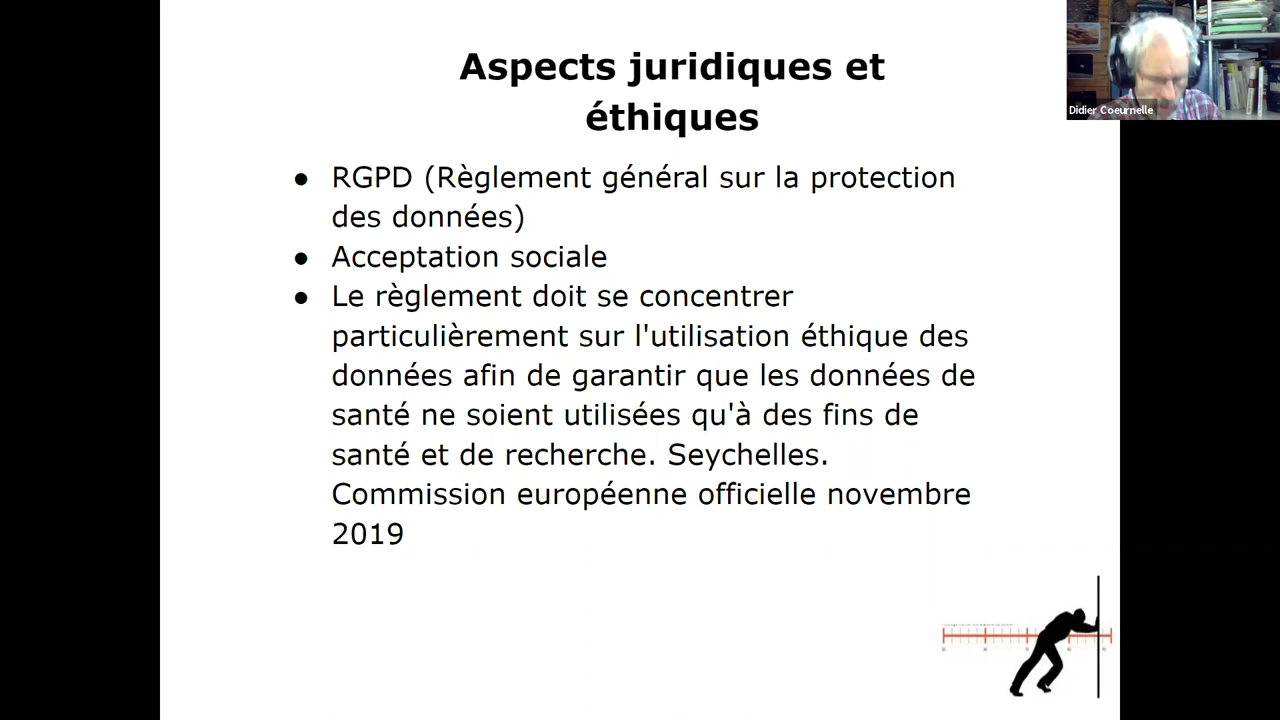 Aspects juridiques et
éthiques
● RGPD (Règlement général sur la protection
des données)
● Acceptation sociale
● Le règlement doit se concentrer
particulièrement sur l'utilisation éthique des
données afin de garantir que les données de
santé ne soient utilisées qu'à des fins de
santé et de recherche. Seychelles.
Commission européenne officielle novembre
2019
Didier Coeurnelle